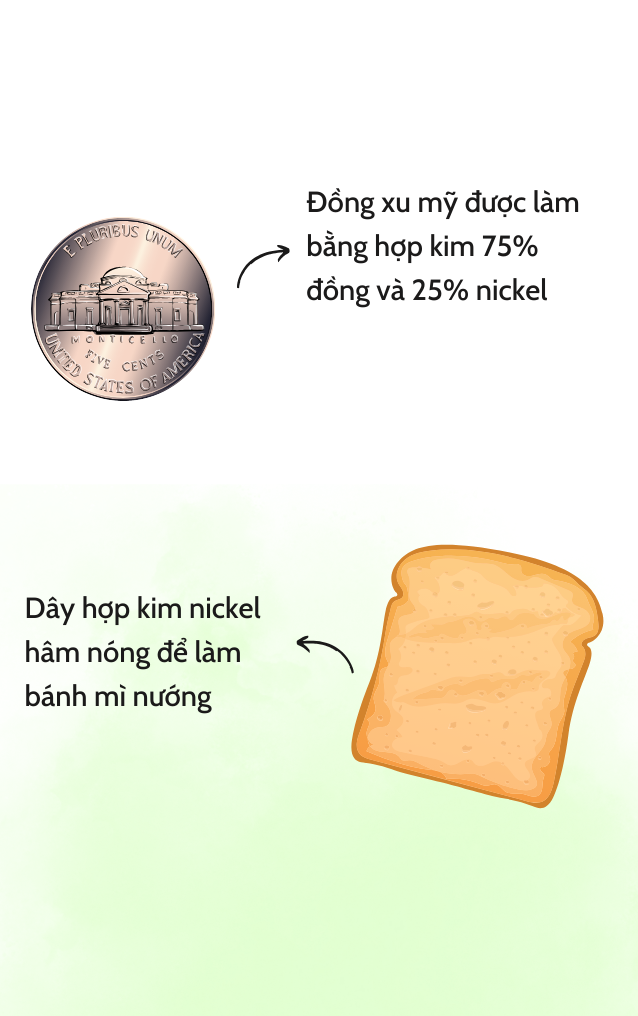 Đồng xu mỹ được làm
bằng hợp kim 75%
đồng và 25% nickel
E PLURIBUS UNUM
MONTICELLO
FIVE CENTS
UNITED STATES OF AMERICA
Dây hợp kim nickel
hâm nóng để làm
bánh mì nướng